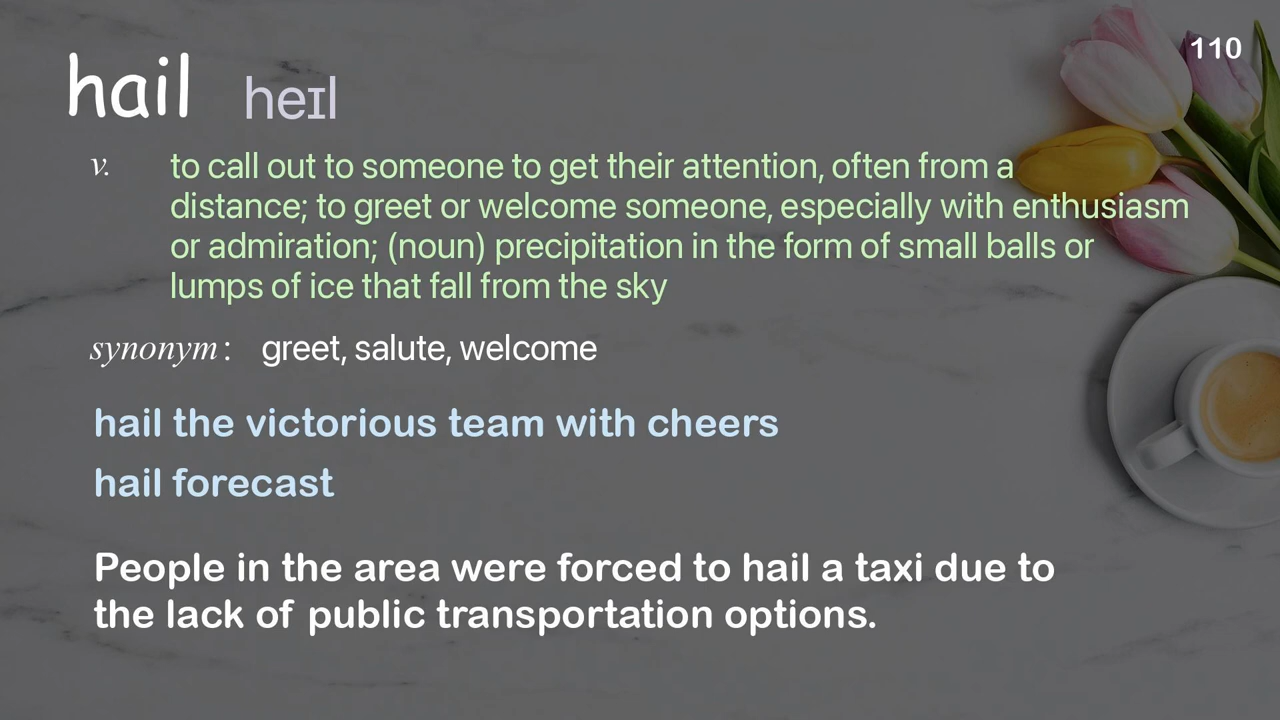 110
hail heɪl
v. to call out to someone to get their attention, often from a
distance; to greet or welcome someone, especially with enthusiasm
or admiration; (noun) precipitation in the form of small balls or
lumps of ice that fall from the sky
synonym: greet, salute, welcome
hail the victorious team with cheers
hail forecast
People in the area were forced to hail a taxi due to
the lack of public transportation options.